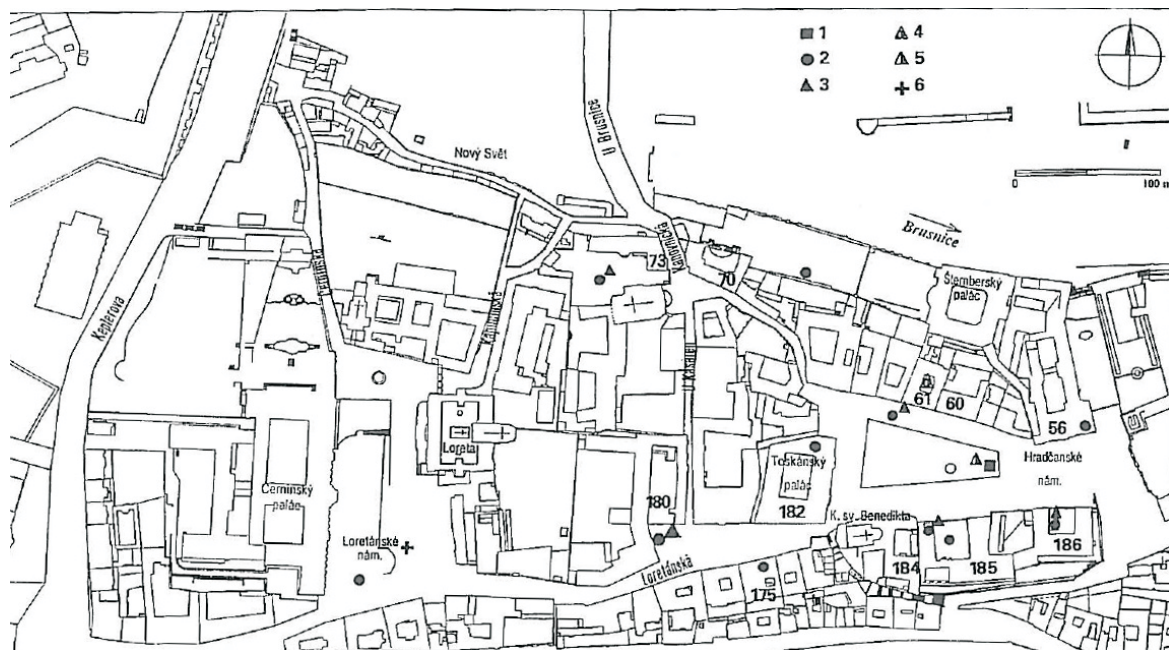 1
2
3
4
5
6
0 100 m
U Brusnice
Nový Svět
Brusnice
Kanovnická
73
70
Šternberský
palác
Černínská
Kapucínská
Keplerova
U Kasáren
61
60
56
Loreta
Toskánský
palác
182
Hradčanské
nám.
180
K. sv. Benedikta
Černínský
palác
Loretánské
nám.
Loretánská
184
185
186
175